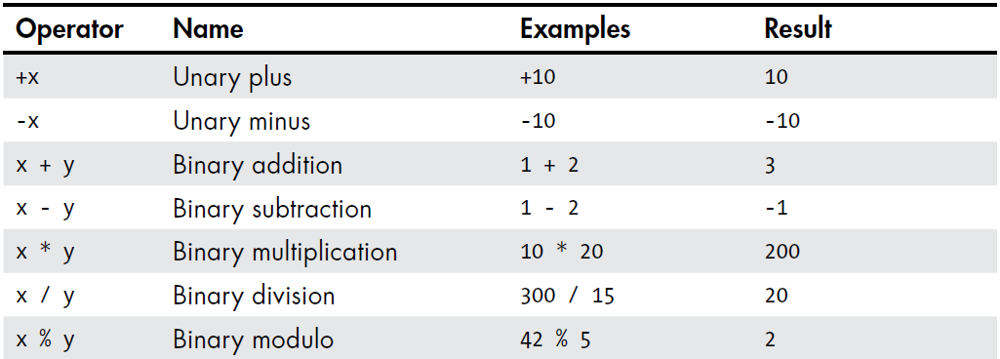 Operator Name Examples Result
+x Unary plus +10 10
-x Unary minus -10 -10
x + y Binary addition 1 + 2 3
x - y Binary subtraction 1 - 2 -1
x * y Binary multiplication 10 * 20 200
x / y Binary division 300 / 15 20
x % y Binary modulo 42 % 5 2